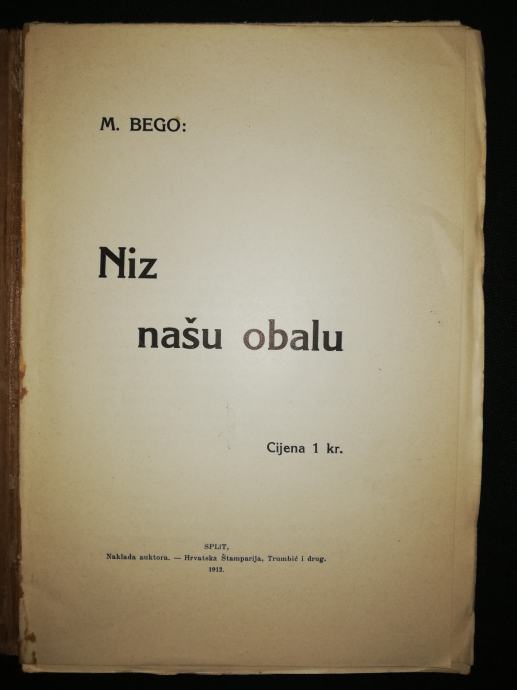 M. BEGO:
Niz
našu obalu
Cijena 1 kr.
SPLIT,
Naklada auktora. — Hrvatska Štamparija, Trumbić i drug.
1912.